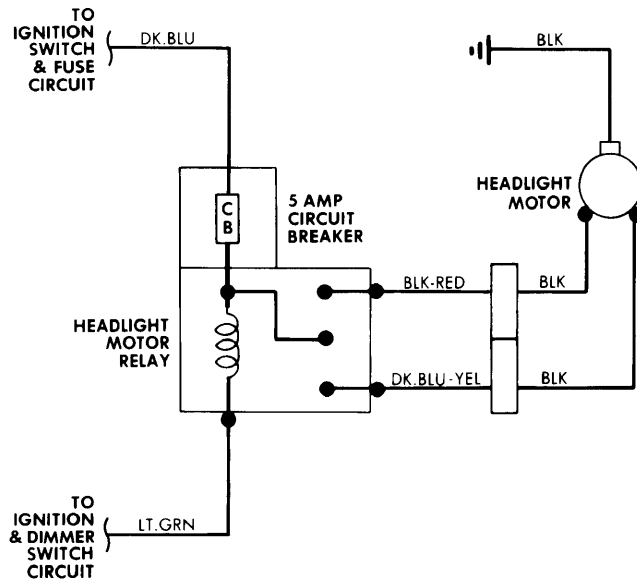 TO
IGNITION
SWITCH
& FUSE
CIRCUIT
DK.BLU
BLK
HEADLIGHT
MOTOR
C
B
5 AMP
CIRCUIT
BREAKER
HEADLIGHT
MOTOR
RELAY
BLK-RED
BLK
DK.BLU-YEL
BLK
TO
IGNITION
& DIMMER
SWITCH
CIRCUIT
LT.GRN